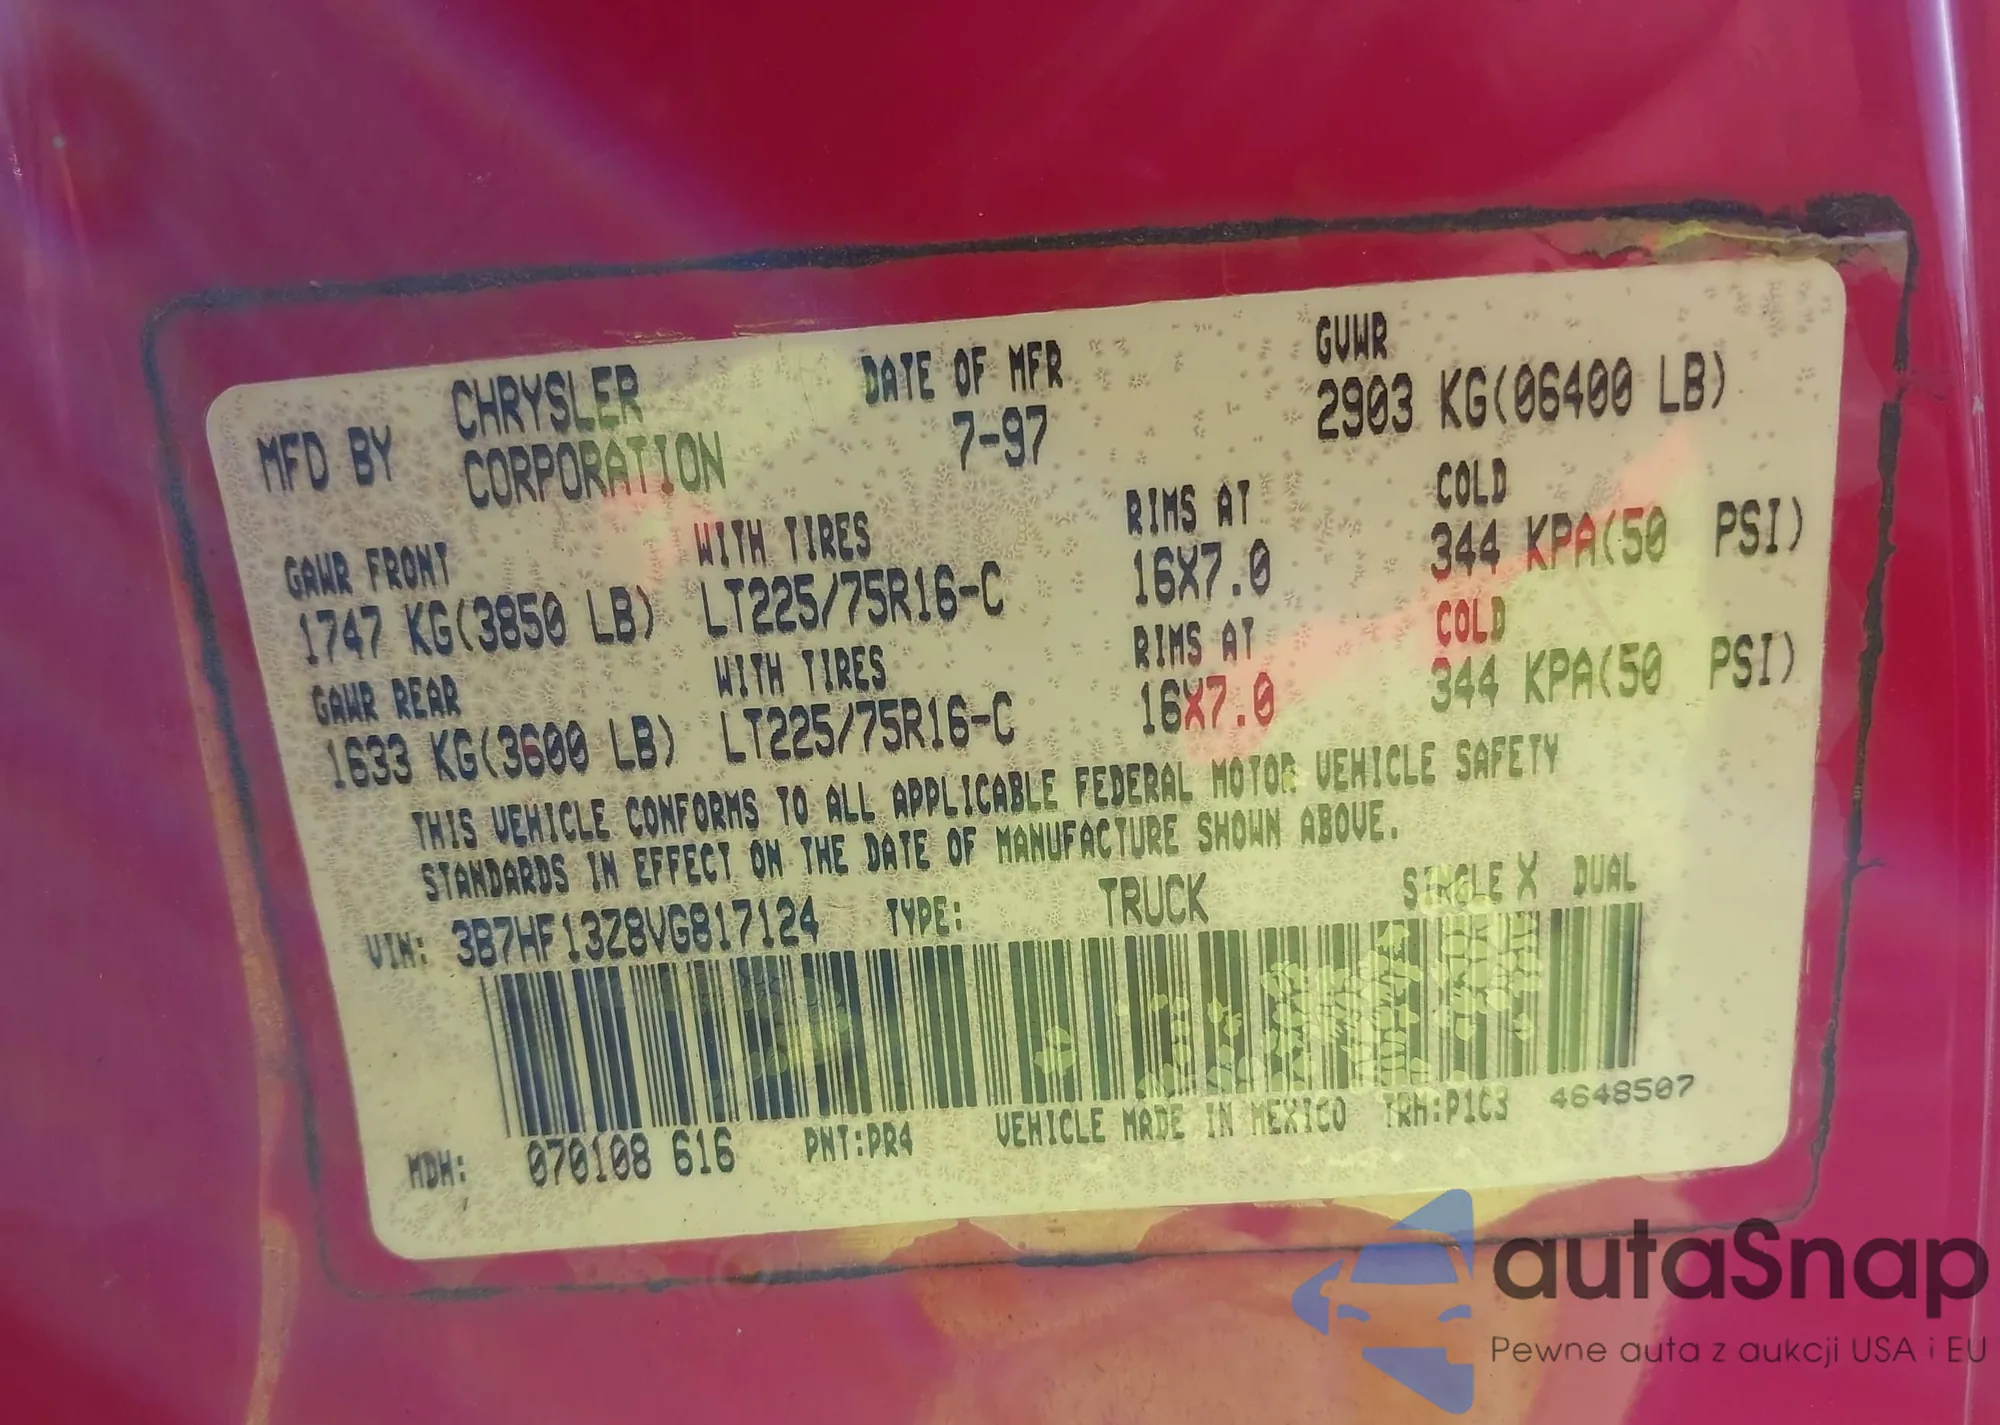 MFD BY CHRYSLER CORPORATION DATE OF MFR 7-97 GVWR 2903 KG(06400 LB)
GAWR FRONT WITH TIRES RIMS AT COLD
1747 KG(3850 LB) LT225/75R16-C 16X7.0 344 KPA(50 PSI)
GAWR REAR WITH TIRES RIMS AT COLD
1633 KG(3600 LB) LT225/75R16-C 16X7.0 344 KPA(50 PSI)
THIS VEHICLE CONFORMS TO ALL APPLICABLE FEDERAL MOTOR VEHICLE SAFETY
STANDARDS IN EFFECT ON THE DATE OF MANUFACTURE SHOWN ABOVE.
VIN: 3B7HF13Z8VG817124 TYPE: TRUCK SINGLE X DUAL
MDH: 070108 616 PNT:PR4 VEHICLE MADE IN MEXICO TRM:P1C3 4648507
autaSnap
Pewne auta z aukcji USA i EU